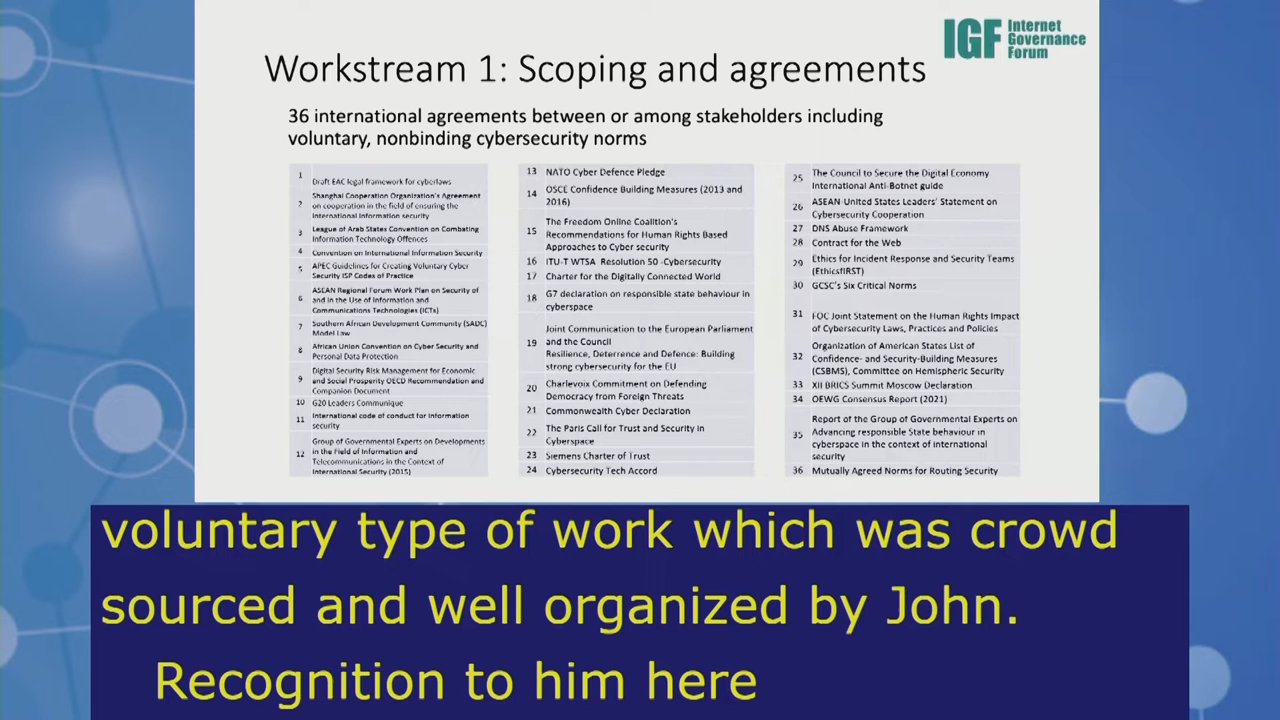 IGF Internet
Governance
Forum
Workstream 1: Scoping and agreements
36 international agreements between or among stakeholders including
voluntary, nonbinding cybersecurity norms
1
Draft EAC legal framework for cyberlaws
2 Shanghai Cooperation Organization's Agreement
on cooperation in the field of ensuring the
International Information security
3 League of Arab States Convention on Combating
Information Technology Offences
4 Convention on International Information Security
5 APEC Guidelines for Creating Voluntary Cyber
Security ISP Codes of Practice
6 ASEAN Regional Forum Work Plan on Security of
and in the Use of Information and
Communications Technologies (ICTs)
7 Southern African Development Community (SADC)
Model Law
8 African Union Convention on Cyber Security and
Personal Data Protection
9 Digital Security Risk Management for Economic
and Social Prosperity OECD Recommendation and
Companion Document
10 G20 Leaders Communique
11 International code of conduct for information
security
12 Group of Governmental Experts on Developments
in the Field of Information and
Telecommunications in the Context of
International Security (2015)
13 NATO Cyber Defence Pledge
14 OSCE Confidence Building Measures (2013 and
2016)
15 The Freedom Online Coalition's
Recommendations for Human Rights Based
Approaches to Cyber security
16 ITU-T WTSA Resolution 50 -Cybersecurity
17 Charter for the Digitally Connected World
18 G7 declaration on responsible state behaviour in
cyberspace
19 Joint Communication to the European Parliament
and the Council
Resilience, Deterrence and Defence: Building
strong cybersecurity for the EU
20 Charlevoix Commitment on Defending
Democracy from Foreign Threats
21 Commonwealth Cyber Declaration
22 The Paris Call for Trust and Security in
Cyberspace
23 Siemens Charter of Trust
24 Cybersecurity Tech Accord
25 The Council to Secure the Digital Economy
International Anti-Botnet guide
26 ASEAN-United States Leaders' Statement on
Cybersecurity Cooperation
27 DNS Abuse Framework
28 Contract for the Web
29 Ethics for Incident Response and Security Teams
(EthicsfIRST)
30 GCSC's Six Critical Norms
31 FOC Joint Statement on the Human Rights Impact
of Cybersecurity Laws, Practices and Policies
32 Organization of American States List of
Confidence- and Security-Building Measures
(CSBMS), Committee on Hemispheric Security
33 XII BRICS Summit Moscow Declaration
34 OEWG Consensus Report (2021)
35 Report of the Group of Governmental Experts on
Advancing responsible State behaviour in
cyberspace in the context of international
security
36 Mutually Agreed Norms for Routing Security
voluntary type of work which was crowd
sourced and well organized by John.
Recognition to him here